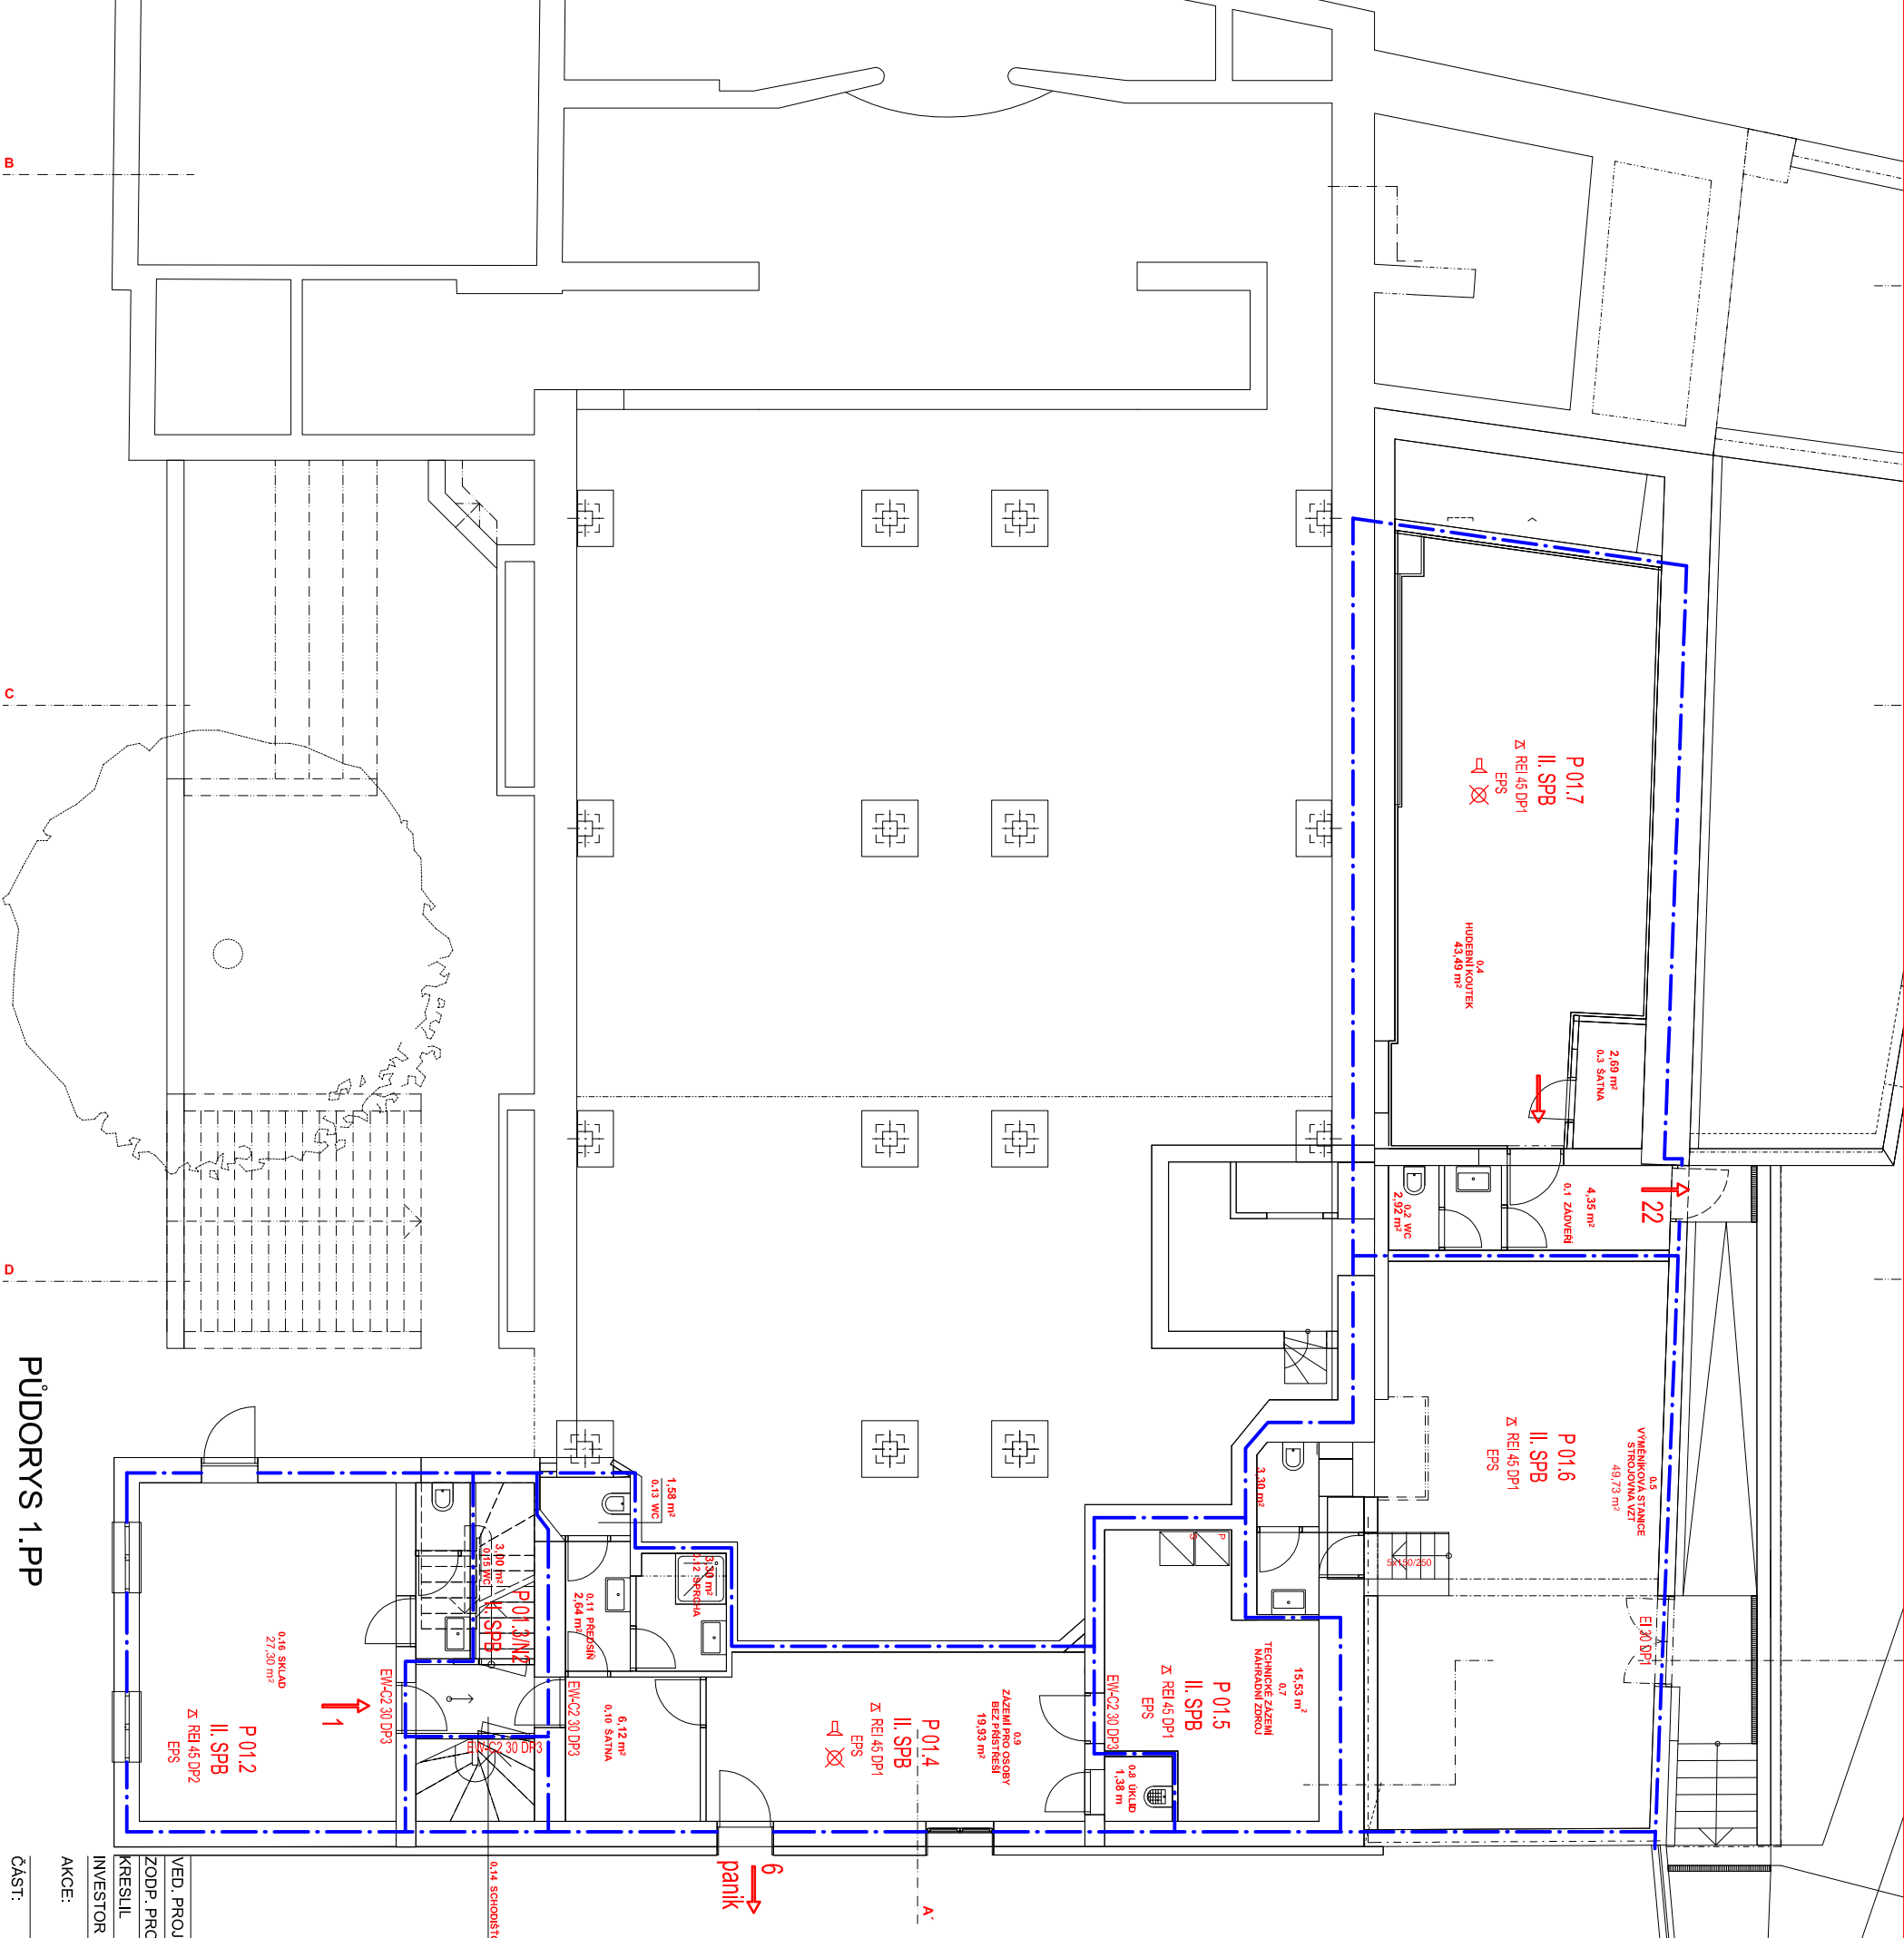 B
C
D
P 01.7
II. SPB
REI 45 DP1
EPS
0.4
HUDEBNÍ KOUTEK
43,49 m²
2,69 m²
0.3 ŠATNA
4,35 m²
0.1 ZÁDVEŘÍ
22
0.2 WC
2,92 m²
0.5
VÝMĚNÍKOVÁ STANICE
STROJOVNA VZT
49,73 m²
P 01.6
II. SPB
REI 45 DP1
EPS
EI 30 DP1
5x150/250
3,30 m²
P
S
15,53 m²
0.7
TECHNICKÉ ZÁZEMÍ
NÁHRADNÍ ZDROJ
P 01.5
II. SPB
REI 45 DP1
EPS
EW-C2 30 DP3
0.8 ÚKLID
1,38 m
0.9
ZÁZEMÍ PRO OSOBY
BEZ PŘÍSTŘEŠÍ
19,93 m²
P 01.4
II. SPB
REI 45 DP1
EPS
A´
6
panik
1,58 m²
0.13 WC
3,30 m²
0.12 SPRCHA
0.11 PŘEDSÍŇ
2,64 m²
6,12 m²
0.10 ŠATNA
EW-C2 30 DP3
P 01.3/N2
II. SPB
3,00 m²
0.15 WC
EW-C2 30 DP3
0.14 SCHODIŠTĚ
EW-C2 30 DP3
1
0.16 SKLAD
27,30 m²
P 01.2
II. SPB
REI 45 DP2
EPS
PŮDORYS 1.PP
VED. PROJ
ZODP. PRO
KRESLIL
INVESTOR
AKCE:
ČÁST: